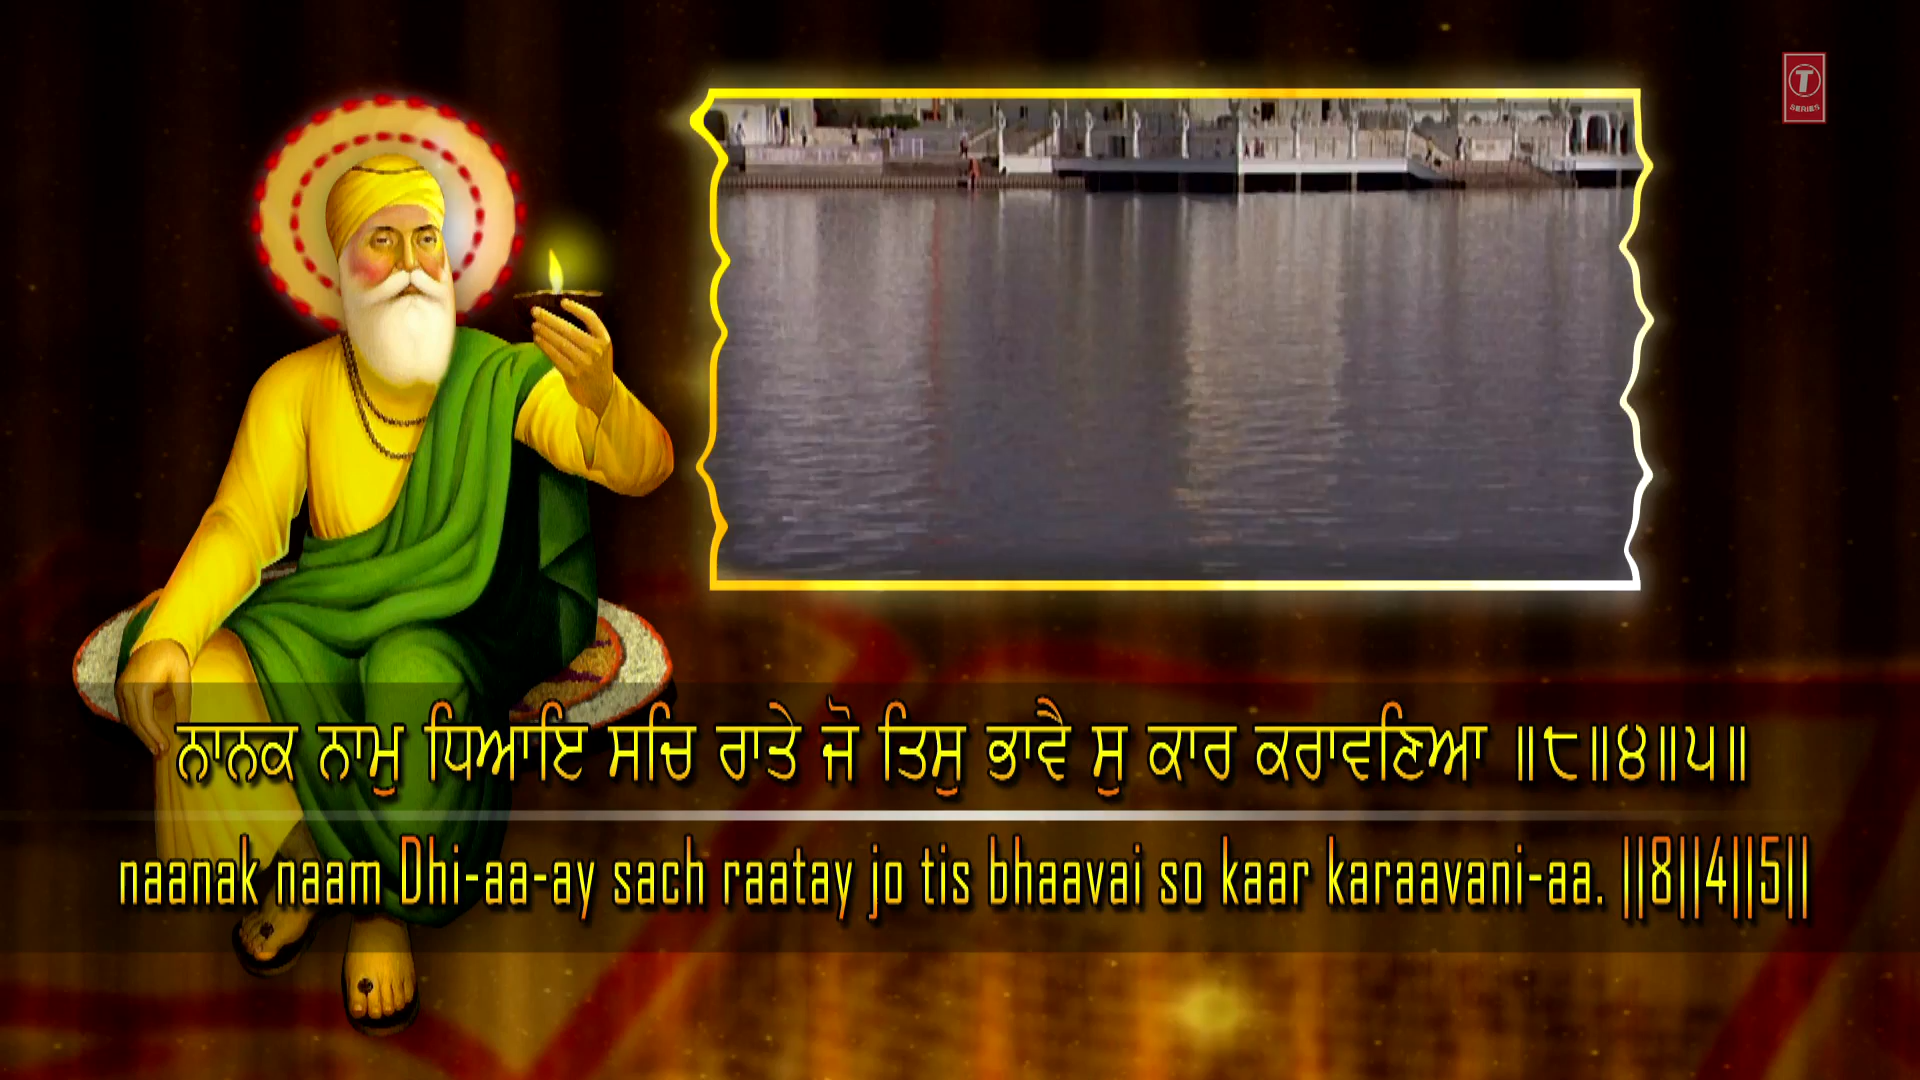 T
SERIES
ਨਾਨਕ ਨਾਮੁ ਧਿਆਇ ਸਚਿ ਰਾਤੇ ਜੋ ਤਿਸੁ ਭਾਵੈ ਸੁ ਕਾਰ ਕਰਾਵਣਿਆ ॥੮॥੪॥੫॥
naanak naam Dhi-aa-ay sach raatay jo tis bhaavai so kaar karaavani-aa. ||8||4||5||